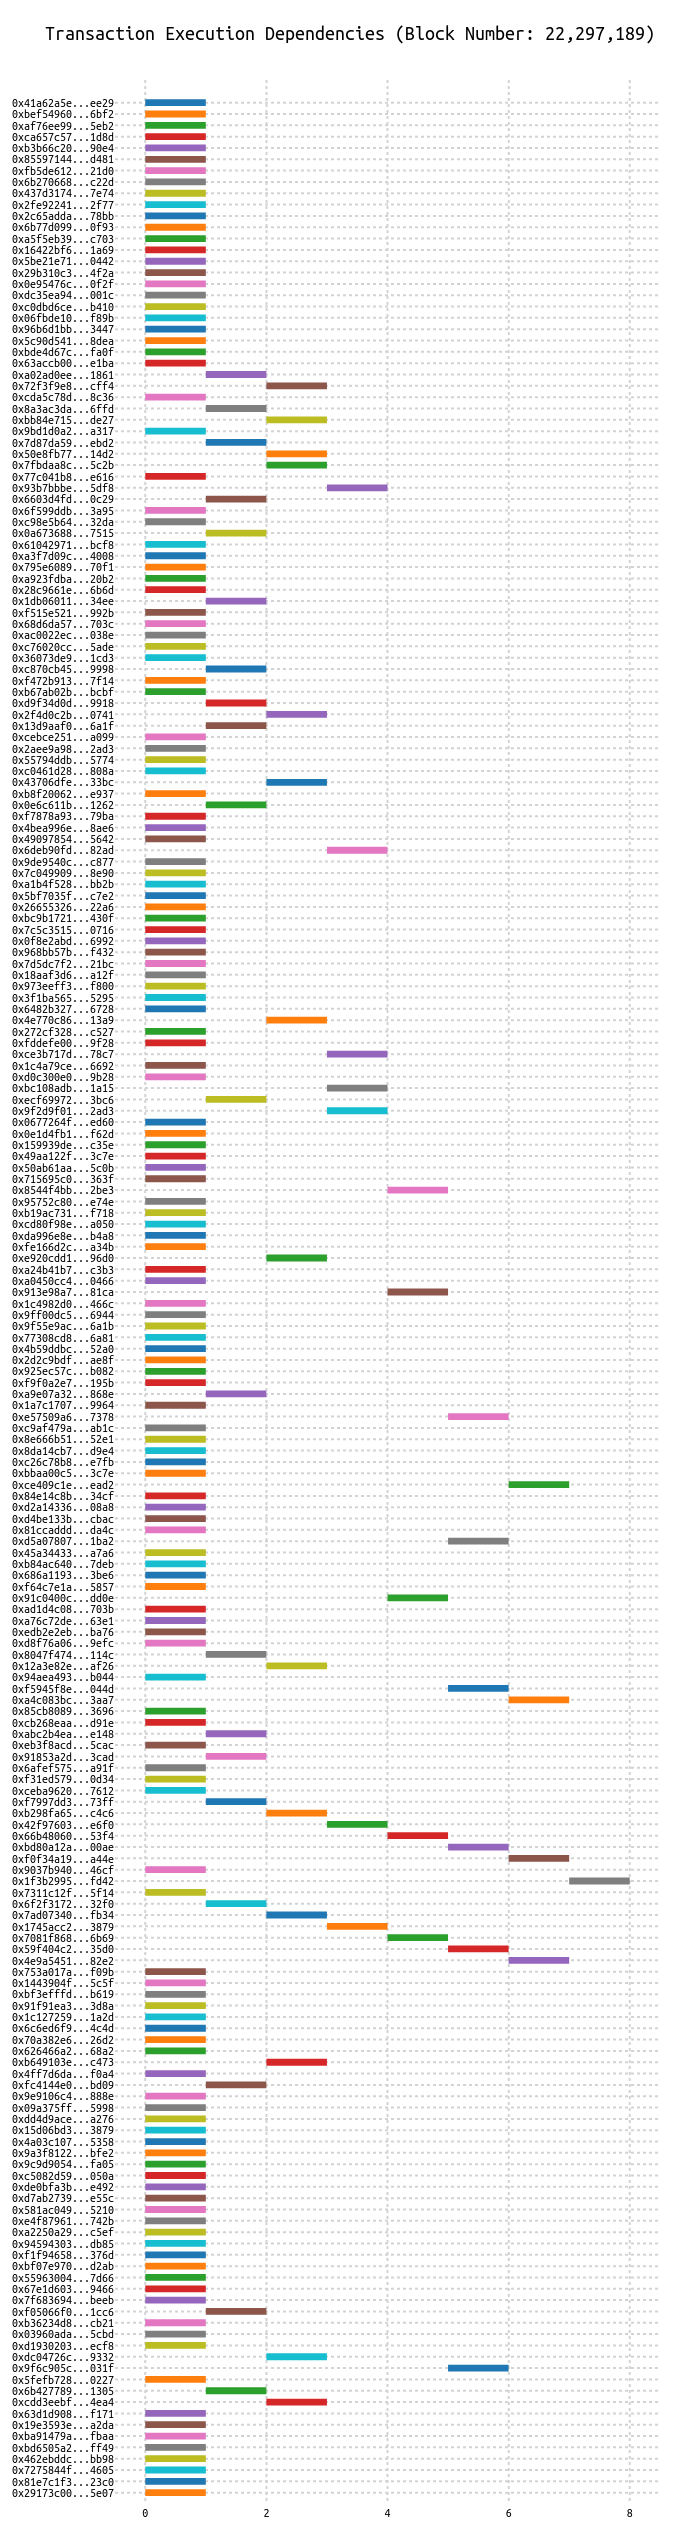 Transaction Execution Dependencies (Block Number: 22,297,189)
0x41a62a5e...ee29
0xbef54960...6bf2
0xaf76ee99...5eb2
0xca657c57...1d8d
0xb3b66c20...90e4
0x85597144...d481
0xfb5de612...21d0
0x6b270668...c22d
0x437d3174...7e74
0x2fe92241...2f77
0x2c65adda...78bb
0x6b77d099...0f93
0xa5f5eb39...c703
0x16422bf6...1a69
0x5be21e71...0442
0x29b310c3...4f2a
0x0e95476c...0f2f
0xdc35ea94...001c
0xc0dbd6ce...b410
0x06fbde10...f89b
0x96b6d1bb...3447
0x5c90d541...8dea
0xbde4d67c...fa0f
0x63accb00...e1ba
0xa02ad0ee...1861
0x72f3f9e8...cff4
0xcda5c78d...8c36
0x8a3ac3da...6ffd
0xbb84e715...de27
0x9bd1d0a2...a317
0x7d87da59...ebd2
0x50e8fb77...14d2
0x7fbdaa8c...5c2b
0x77c041b8...e616
0x93b7bbbe...5df8
0x6603d4fd...0c29
0x6f599ddb...3a95
0xc98e5b64...32da
0x0a673688...7515
0x61042971...bcf8
0xa3f7d09c...4008
0x795e6089...70f1
0xa923fdba...20b2
0x28c9661e...6b6d
0x1db06011...34ee
0xf515e521...992b
0x68d6da57...703c
0xac0022ec...038e
0xc76020cc...5ade
0x36073de9...1cd3
0xc870cb45...9998
0xf472b913...7f14
0xb67ab02b...bcbf
0xd9f34d0d...9918
0x2f4d0c2b...0741
0x13d9aaf0...6a1f
0xcebce251...a099
0x2aee9a98...2ad3
0x55794ddb...5774
0xc0461d28...808a
0x43706dfe...33bc
0xb8f20062...e937
0x0e6c611b...1262
0xf7878a93...79ba
0x4bea996e...8ae6
0x49097854...5642
0x6deb90fd...82ad
0x9de9540c...c877
0x7c049909...8e90
0xa1b4f528...bb2b
0x5bf7035f...c7e2
0x26655326...22a6
0xbc9b1721...430f
0x7c5c3515...0716
0x0f8e2abd...6992
0x968bb57b...f432
0x7d5dc7f2...21bc
0x18aaf3d6...a12f
0x973eeff3...f800
0x3f1ba565...5295
0x6482b327...6728
0x4e770c86...13a9
0x272cf328...c527
0xfddefe00...9f28
0xce3b717d...78c7
0x1c4a79ce...6692
0xd0c300e0...9b28
0xbc108adb...1a15
0xecf69972...3bc6
0x9f2d9f01...2ad3
0x0677264f...ed60
0x0e1d4fb1...f62d
0x159939de...c35e
0x49aa122f...3c7e
0x50ab61aa...5c0b
0x715695c0...363f
0x8544f4bb...2be3
0x95752c80...e74e
0xb19ac731...f718
0xcd80f98e...a050
0xda996e8e...b4a8
0xfe166d2c...a34b
0xe920cdd1...96d0
0xa24b41b7...c3b3
0xa0450cc4...0466
0x913e98a7...81ca
0x1c4982d0...466c
0x9ff00dc5...6944
0x9f55e9ac...6a1b
0x77308cd8...6a81
0x4b59ddbc...52a0
0x2d2c9bdf...ae8f
0x925ec57c...b082
0xf9f0a2e7...195b
0xa9e07a32...868e
0x1a7c1707...9964
0xe57509a6...7378
0xc9af479a...ab1c
0x8e666b51...52e1
0x8da14cb7...d9e4
0xc26c78b8...e7fb
0xbbaa00c5...3c7e
0xce409c1e...ead2
0x84e14c8b...34cf
0xd2a14336...08a8
0xd4be133b...cbac
0x81ccaddd...da4c
0xd5a07807...1ba2
0x45a34433...a7a6
0xb84ac640...7deb
0x686a1193...3be6
0xf64c7e1a...5857
0x91c0400c...dd0e
0xad1d4c08...703b
0xa76c72de...63e1
0xedb2e2eb...ba76
0xd8f76a06...9efc
0x8047f474...114c
0x12a3e82e...af26
0x94aea493...b044
0xf5945f8e...044d
0xa4c083bc...3aa7
0x85cb8089...3696
0xcb268eaa...d91e
0xabc2b4ea...e148
0xeb3f8acd...5cac
0x91853a2d...3cad
0x6afef575...a91f
0xf31ed579...0d34
0xceba9620...7612
0xf7997dd3...73ff
0xb298fa65...c4c6
0x42f97603...e6f0
0x66b48060...53f4
0xbd80a12a...00ae
0xf0f34a19...a44e
0x9037b940...46cf
0x1f3b2995...fd42
0x7311c12f...5f14
0x6f2f3172...32f0
0x7ad07340...fb34
0x1745acc2...3879
0x7081f868...6b69
0x59f404c2...35d0
0x4e9a5451...82e2
0x753a017a...f09b
0x1443904f...5c5f
0xbf3efffd...b619
0x91f91ea3...3d8a
0x1c127259...1a2d
0x6c6ed6f9...4c4d
0x70a382e6...26d2
0x626466a2...68a2
0xb649103e...c473
0x4ff7d6da...f0a4
0xfc4144e0...bd09
0x9e9106c4...888e
0x09a375ff...5998
0xdd4d9ace...a276
0x15d06bd3...3879
0x4a03c107...5358
0x9a3f8122...bfe2
0x9c9d9054...fa05
0xc5082d59...050a
0xde0bfa3b...e492
0xd7ab2739...e55c
0x581ac049...5210
0xe4f87961...742b
0xa2250a29...c5ef
0x94594303...db85
0xf1f94658...376d
0xbf07e970...d2ab
0x55963004...7d66
0x67e1d603...9466
0x7f683694...beeb
0xf05066f0...1cc6
0xb36234d8...cb21
0x03960ada...5cbd
0xd1930203...ecf8
0xdc04726c...9332
0x9f6c905c...031f
0x5fefb728...0227
0x6b427789...1305
0xcdd3eebf...4ea4
0x63d1d908...f171
0x19e3593e...a2da
0xba91479a...fbaa
0xbd6505a2...ff49
0x462ebddc...bb98
0x7275844f...4605
0x81e7c1f3...23c0
0x29173c00...5e07
0 2 4 6 8